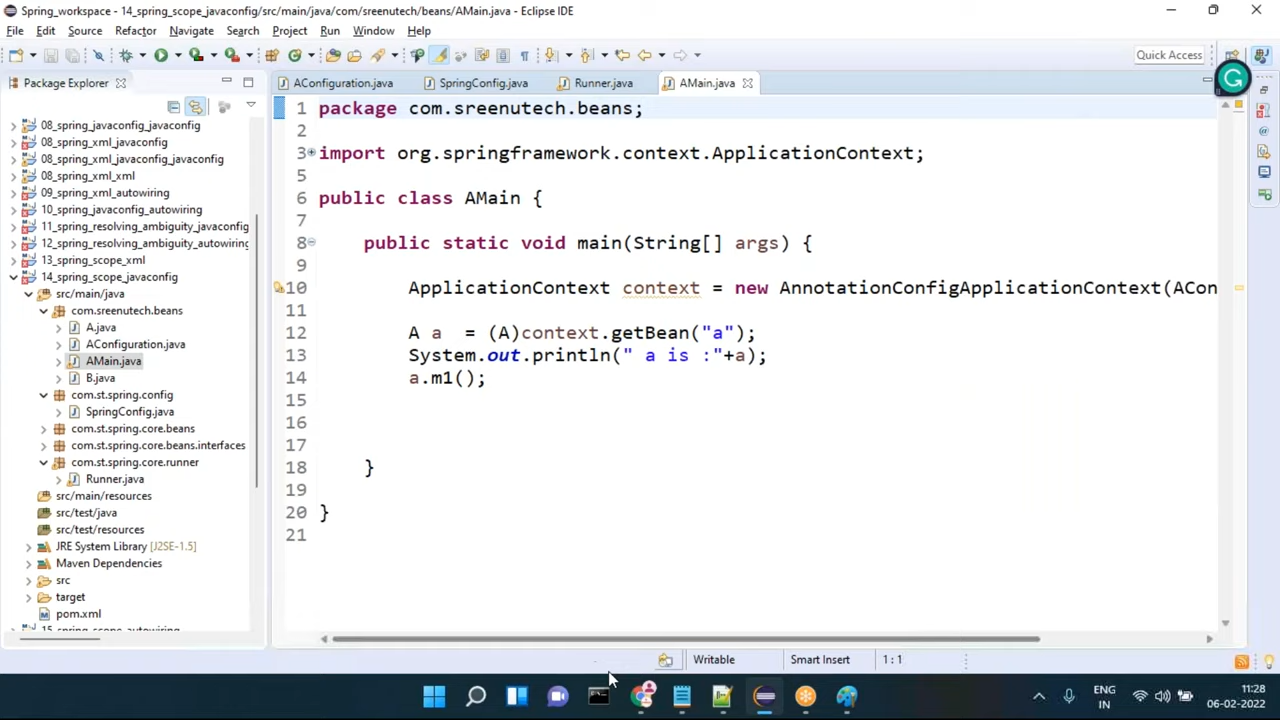 Spring_workspace - 14_spring_scope_javaconfig/src/main/java/com/sreenutech/beans/AMain.java - Eclipse IDE
File Edit Source Refactor Navigate Search Project Run Window Help
Quick Access
Package Explorer
AConfiguration.java SpringConfig.java Runner.java AMain.java
08_spring_javaconfig_javaconfig
08_spring_xml_javaconfig
08_spring_xml_javaconfig_javaconfig
08_spring_xml_xml
09_spring_xml_autowiring
10_spring_javaconfig_autowiring
11_spring_resolving_ambiguity_javaconfig
12_spring_resolving_ambiguity_autowiring
13_spring_scope_xml
14_spring_scope_javaconfig
src/main/java
com.sreenutech.beans
A.java
AConfiguration.java
AMain.java
B.java
com.st.spring.config
SpringConfig.java
com.st.spring.core.beans
com.st.spring.core.beans.interfaces
com.st.spring.core.runner
Runner.java
src/main/resources
src/test/java
src/test/resources
JRE System Library [J2SE-1.5]
Maven Dependencies
src
target
pom.xml
15_spring_scope_autowiring
1 package com.sreenutech.beans;
2
3 import org.springframework.context.ApplicationContext;
5
6 public class AMain {
7
8 public static void main(String[] args) {
9
10 ApplicationContext context = new AnnotationConfigApplicationContext(ACon
11
12 A a  = (A)context.getBean("a");
13 System.out.println(" a is :"+a);
14 a.m1();
15
16
17
18 }
19
20 }
21
Writable Smart Insert 1 : 1
ENG
IN
11:28
06-02-2022